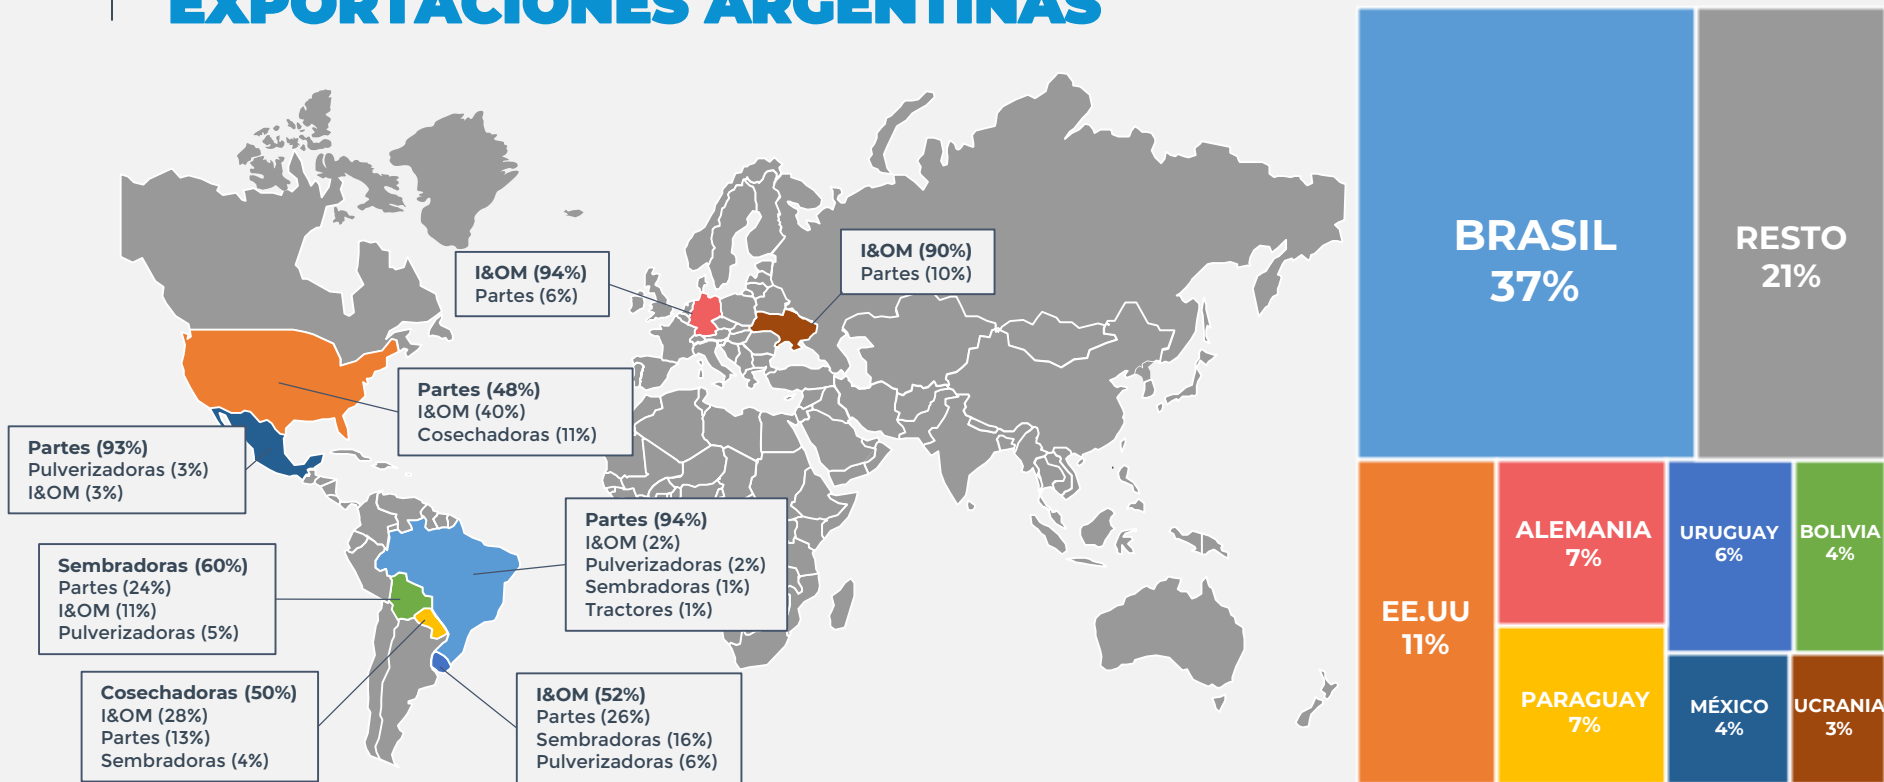 EXPORTACIONES ARGENTINAS
I&OM (94%)
Partes (6%)
I&OM (90%)
Partes (10%)
Partes (48%)
I&OM (40%)
Cosechadoras (11%)
Partes (93%)
Pulverizadoras (3%)
I&OM (3%)
Partes (94%)
I&OM (2%)
Pulverizadoras (2%)
Sembradoras (1%)
Tractores (1%)
Sembradoras (60%)
Partes (24%)
I&OM (11%)
Pulverizadoras (5%)
Cosechadoras (50%)
I&OM (28%)
Partes (13%)
Sembradoras (4%)
I&OM (52%)
Partes (26%)
Sembradoras (16%)
Pulverizadoras (6%)
BRASIL
37%
RESTO
21%
EE.UU
11%
ALEMANIA
7%
URUGUAY
6%
BOLIVIA
4%
PARAGUAY
7%
MÉXICO
4%
UCRANIA
3%